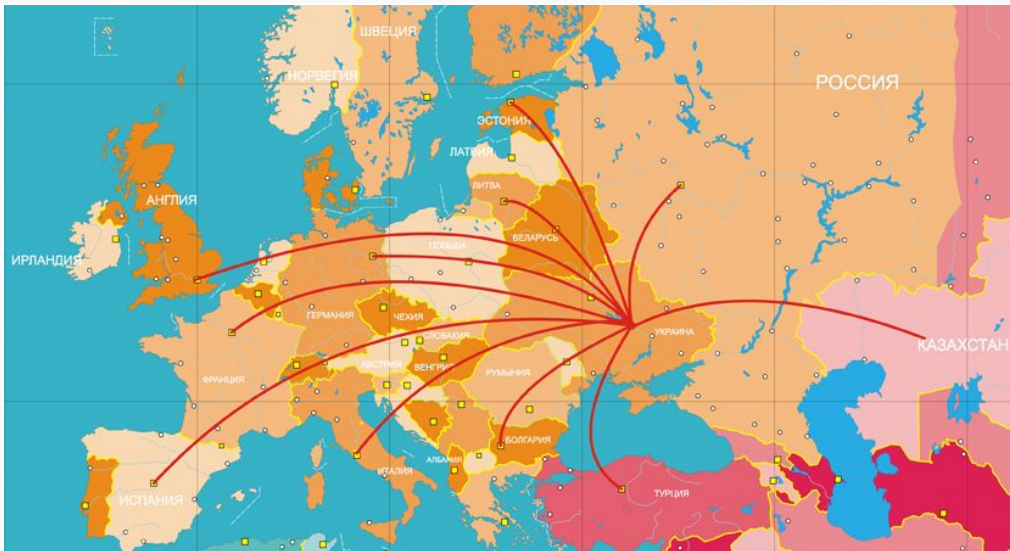 ШВЕЦИЯ
НОРВЕГИЯ
РОССИЯ
ЭСТОНИЯ
ЛАТВИЯ
ЛИТВА
АНГЛИЯ
БЕЛАРУСЬ
ПОЛЬША
ИРЛАНДИЯ
ГЕРМАНИЯ
ЧЕХИЯ
УКРАИНА
СЛОВАКИЯ
КАЗАХСТАН
АВСТРИЯ
ВЕНГРИЯ
РУМЫНИЯ
ФРАНЦИЯ
БОЛГАРИЯ
АЛБАНИЯ
ИТАЛИЯ
ИСПАНИЯ
ТУРЦИЯ